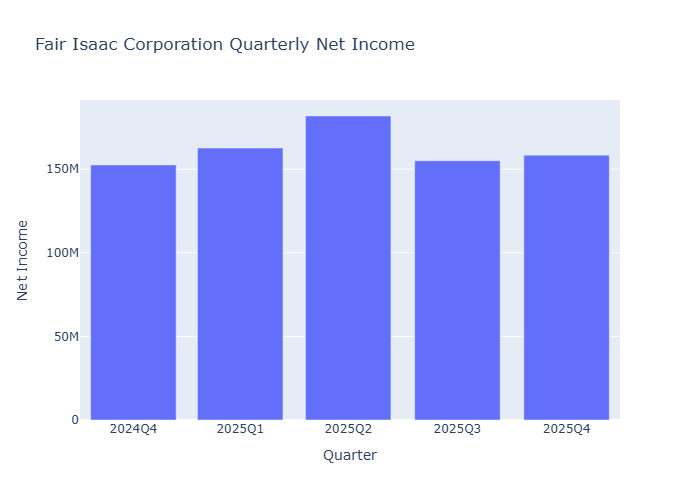 Fair Isaac Corporation Quarterly Net Income
Net Income
150M
100M
50M
0
2024Q4
2025Q1
2025Q2
2025Q3
2025Q4
Quarter